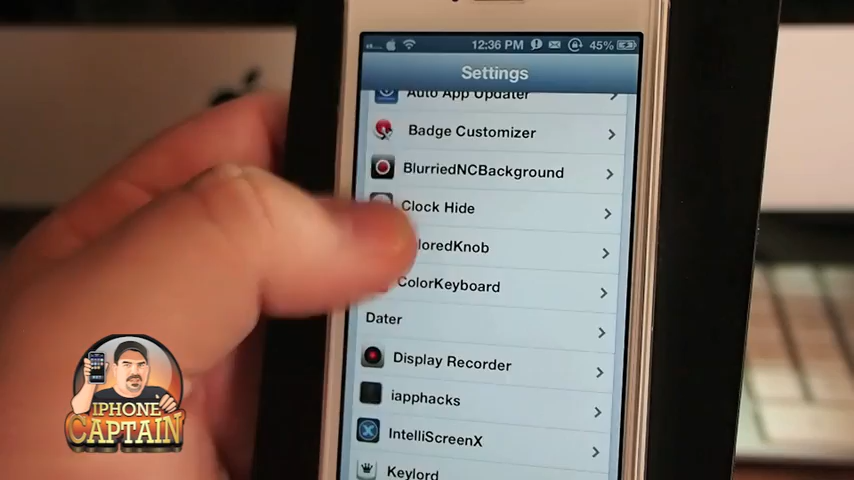 12:36 PM
45%
Settings
Auto App Updater
Badge Customizer
BlurriedNCBackground
Clock Hide
loredKnob
ColorKeyboard
Dater
Display Recorder
iapphacks
IntelliScreenX
Keylord
IPHONE
CAPTAIN